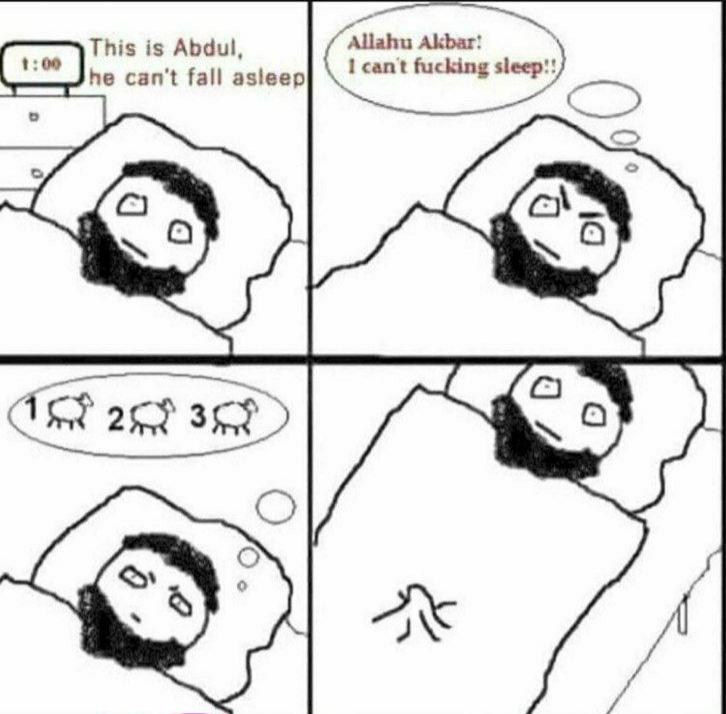 1:00
This is Abdul,
he can't fall asleep
Allahu Akbar!
I can't fucking sleep!!
1 2 3